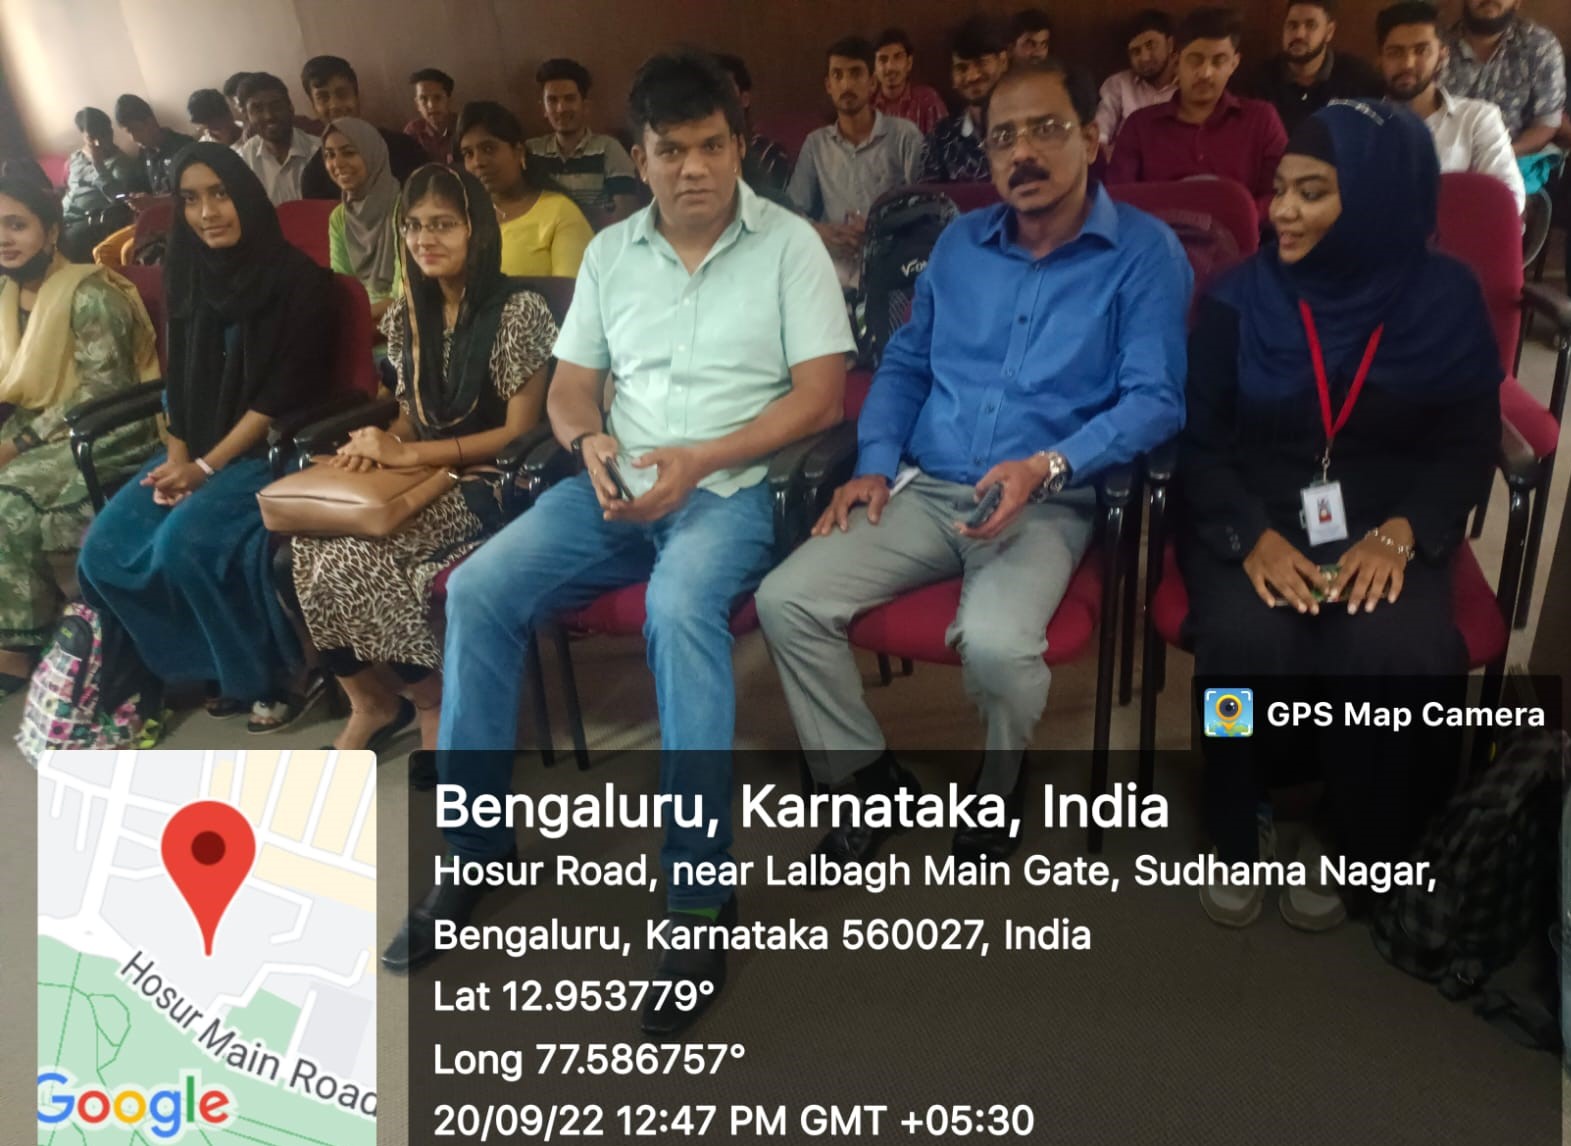 GPS Map Camera
Bengaluru, Karnataka, India
Hosur Road, near Lalbagh Main Gate, Sudhama Nagar,
Bengaluru, Karnataka 560027, India
Lat 12.953779°
Long 77.586757°
20/09/22 12:47 PM GMT +05:30
Hosur Main Road
Google